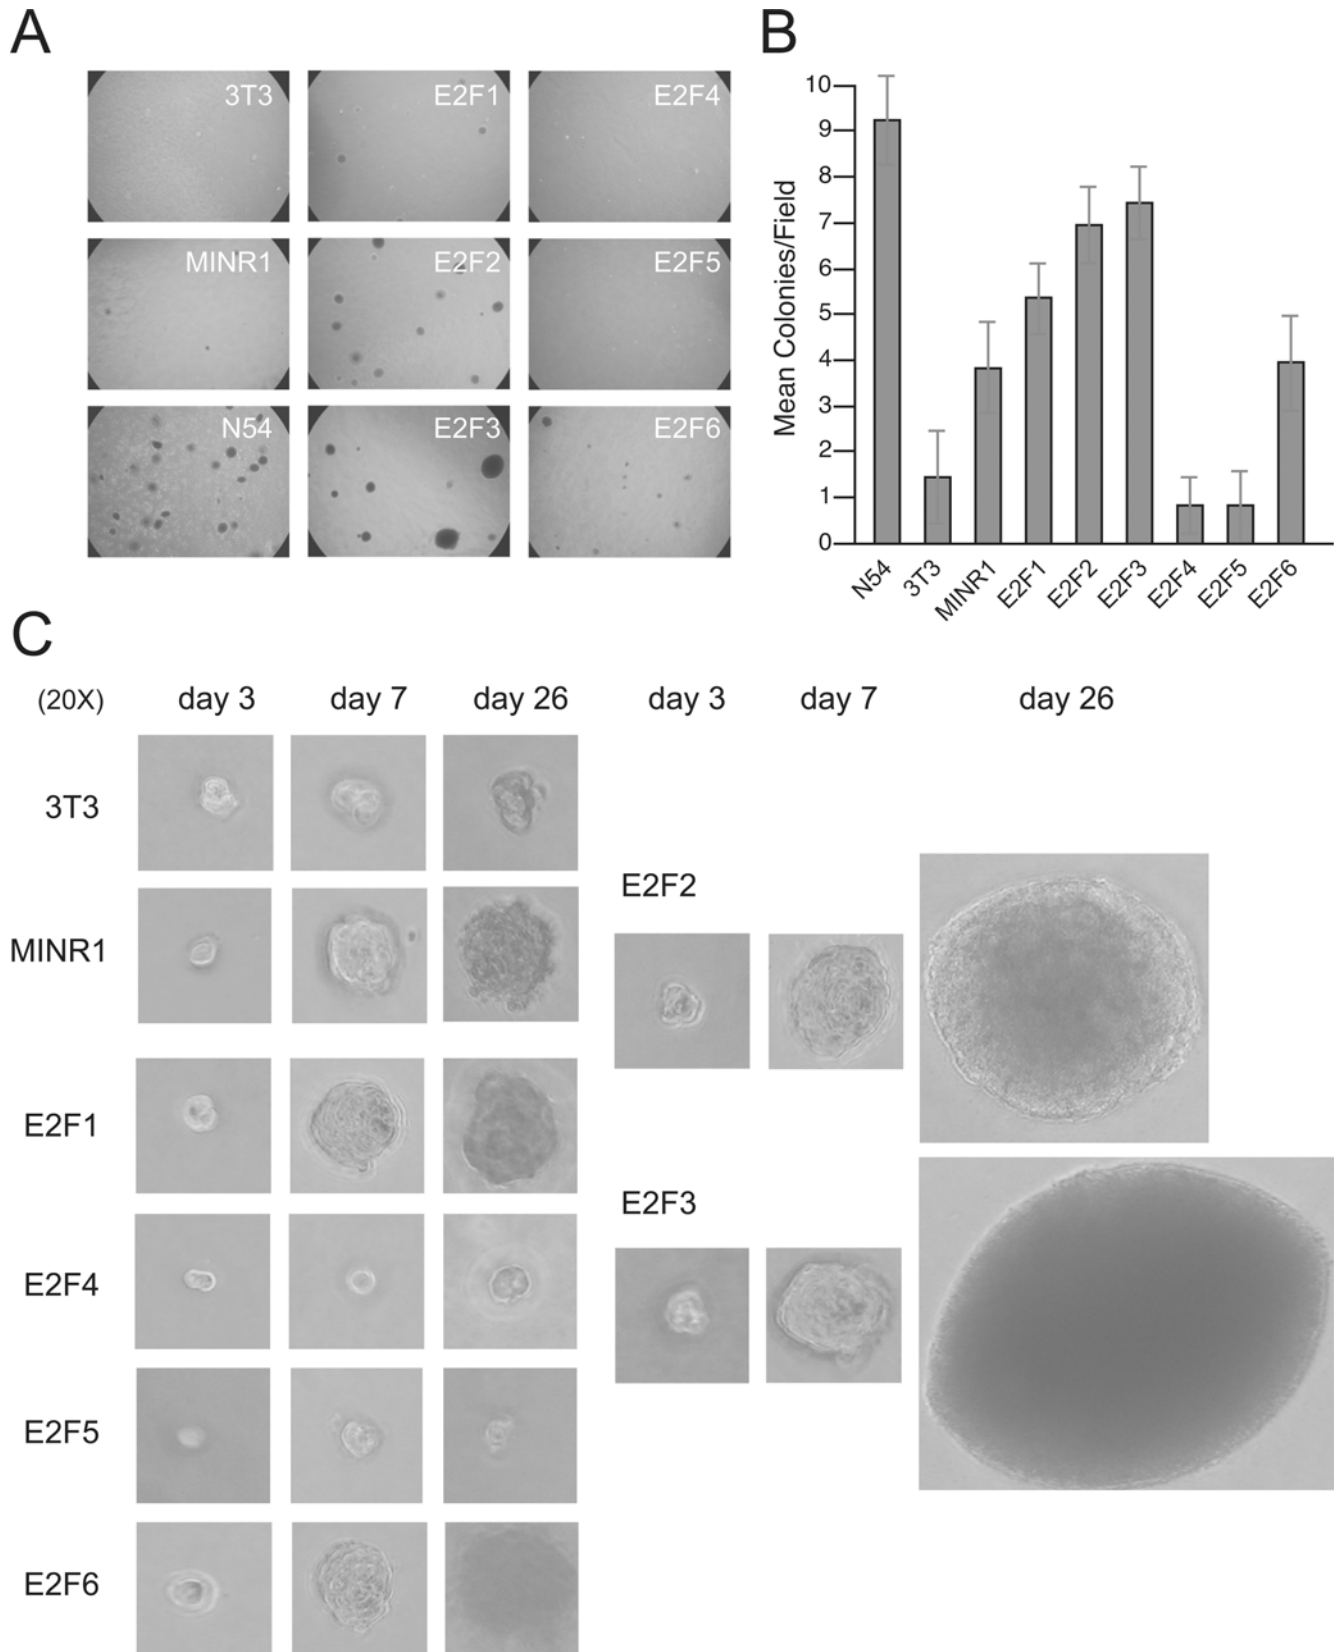 A
3T3
E2F1
E2F4
MINR1
E2F2
E2F5
N54
E2F3
E2F6
B
Mean Colonies/Field
10
9
8
7
6
5
4
3
2
1
0
N54
3T3
MINR1
E2F1
E2F2
E2F3
E2F4
E2F5
E2F6
C
(20X) day 3 day 7 day 26 day 3 day 7 day 26
3T3
MINR1
E2F1
E2F4
E2F5
E2F6
E2F2
E2F3